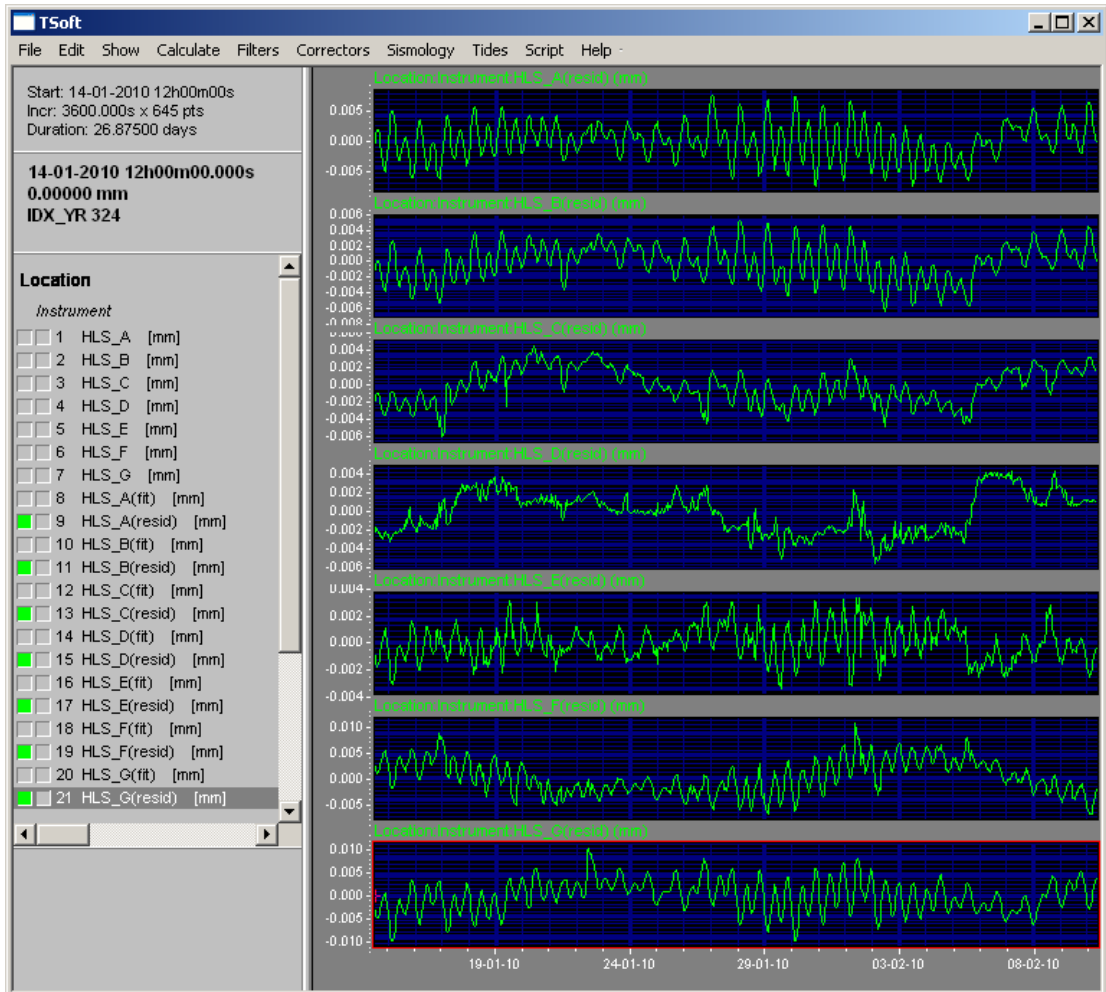 TSoft
File Edit Show Calculate Filters Correctors Sismology Tides Script Help
Start: 14-01-2010 12h00m00s
Incr: 3600.000s x 645 pts
Duration: 26.87500 days
14-01-2010 12h00m00.000s
0.00000 mm
IDX_YR 324
Location
Instrument
1 HLS_A [mm]
2 HLS_B [mm]
3 HLS_C [mm]
4 HLS_D [mm]
5 HLS_E [mm]
6 HLS_F [mm]
7 HLS_G [mm]
8 HLS_A(fit) [mm]
9 HLS_A(resid) [mm]
10 HLS_B(fit) [mm]
11 HLS_B(resid) [mm]
12 HLS_C(fit) [mm]
13 HLS_C(resid) [mm]
14 HLS_D(fit) [mm]
15 HLS_D(resid) [mm]
16 HLS_E(fit) [mm]
17 HLS_E(resid) [mm]
18 HLS_F(fit) [mm]
19 HLS_F(resid) [mm]
20 HLS_G(fit) [mm]
21 HLS_G(resid) [mm]
Location:Instrument:HLS_A(resid) (mm)
0.005
0.000
-0.005
Location:Instrument:HLS_B(resid) (mm)
0.006
0.004
0.002
0.000
-0.002
-0.004
-0.006
-0.008
Location:Instrument:HLS_C(resid) (mm)
0.006
0.004
0.002
0.000
-0.002
-0.004
-0.006
Location:Instrument:HLS_D(resid) (mm)
0.004
0.002
-0.000
-0.002
-0.004
-0.006
Location:Instrument:HLS_E(resid) (mm)
0.004
0.002
0.000
-0.002
-0.004
Location:Instrument:HLS_F(resid) (mm)
0.010
0.005
0.000
-0.005
Location:Instrument:HLS_G(resid) (mm)
0.010
0.005
0.000
-0.005
-0.010
19-01-10 24-01-10 29-01-10 03-02-10 08-02-10